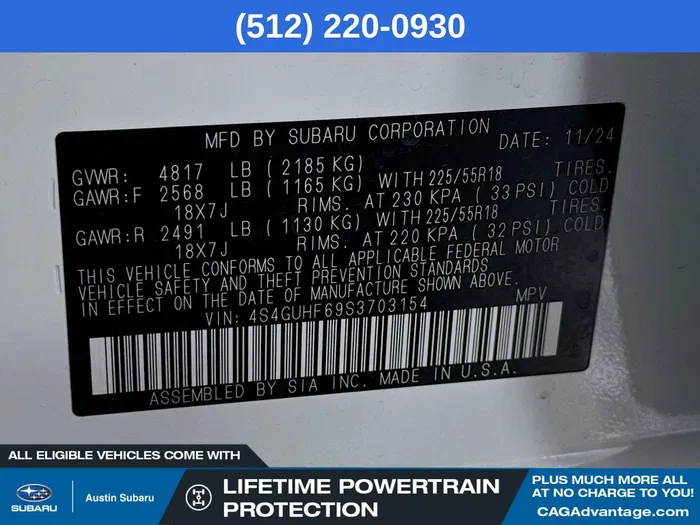 (512) 220-0930
MFD BY SUBARU CORPORATION DATE: 11/24
GVWR: 4817 LB (2185 KG)
GAWR:F 2568 LB (1165 KG) WITH 225/55R18 TIRES.
18X7J RIMS. AT 230 KPA (33 PSI) COLD
GAWR:R 2491 LB (1130 KG) WITH 225/55R18 TIRES.
18X7J RIMS. AT 220 KPA (32 PSI) COLD
THIS VEHICLE CONFORMS TO ALL APPLICABLE FEDERAL MOTOR
VEHICLE SAFETY AND THEFT PREVENTION STANDARDS
IN EFFECT ON THE DATE OF MANUFACTURE SHOWN ABOVE.
VIN: 4S4GUHF69S3703154 MPV
ASSEMBLED BY SIA INC. MADE IN U.S.A.
ALL ELIGIBLE VEHICLES COME WITH
SUBARU
Austin Subaru
LIFETIME POWERTRAIN
PROTECTION
PLUS MUCH MORE ALL
AT NO CHARGE TO YOU!
CAGAdvantage.com